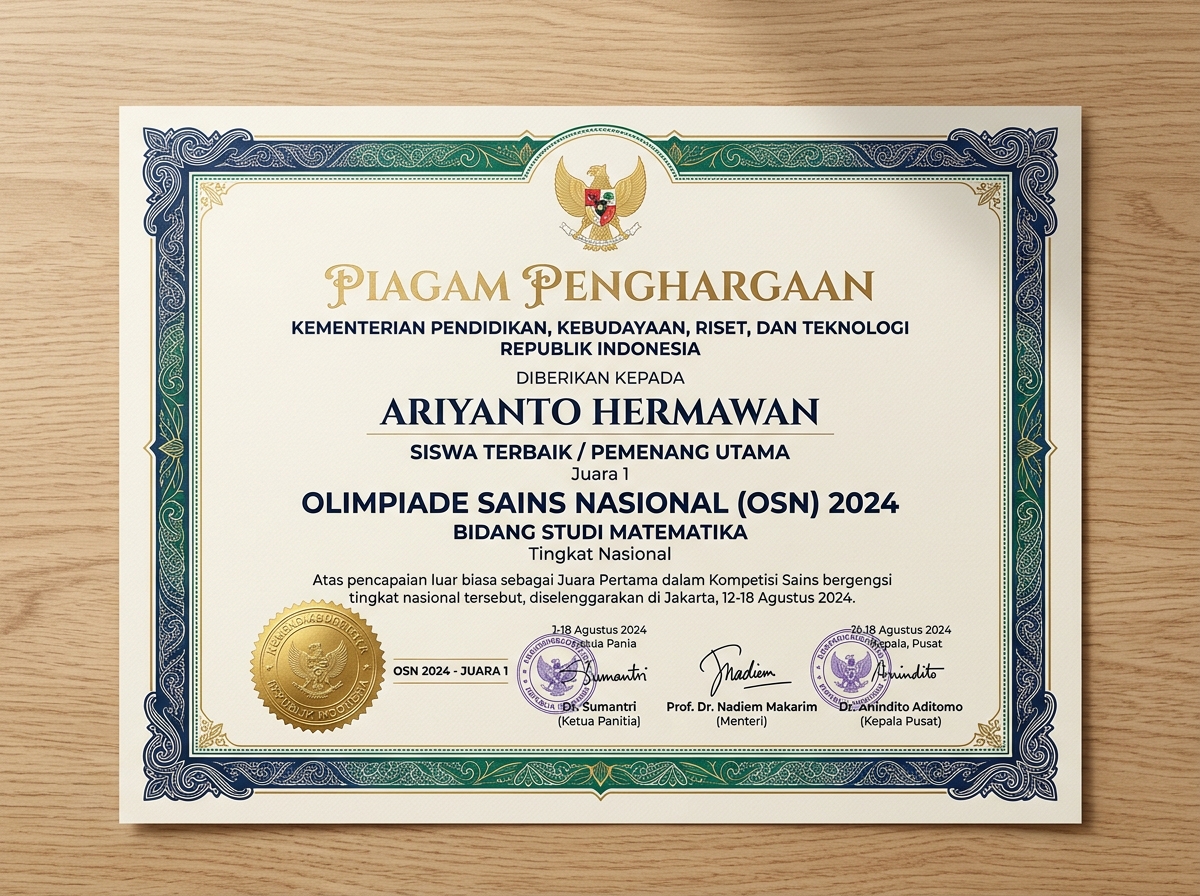 PIAGAM PENGHARGAAN
KEMENTERIAN PENDIDIKAN, KEBUDAYAAN, RISET, DAN TEKNOLOGI
REPUBLIK INDONESIA
DIBERIKAN KEPADA
ARIYANTO HERMAWAN
SISWA TERBAIK / PEMENANG UTAMA
Juara 1
OLIMPIADE SAINS NASIONAL (OSN) 2024
BIDANG STUDI MATEMATIKA
Tingkat Nasional
Atas pencapaian luar biasa sebagai Juara Pertama dalam Kompetisi Sains bergengsi
tingkat nasional tersebut, diselenggarakan di Jakarta, 12-18 Agustus 2024.
OSN 2024 - JUARA 1
18 Agustus 2024
Pania
Sumantri
Dr. Sumantri
(Ketua Panitia)
Nadiem
Prof. Dr. Nadiem Makarim
(Menteri)
18 Agustus 2024
Pusat
Anindito
Dr. Anindito Aditomo
(Kepala Pusat)